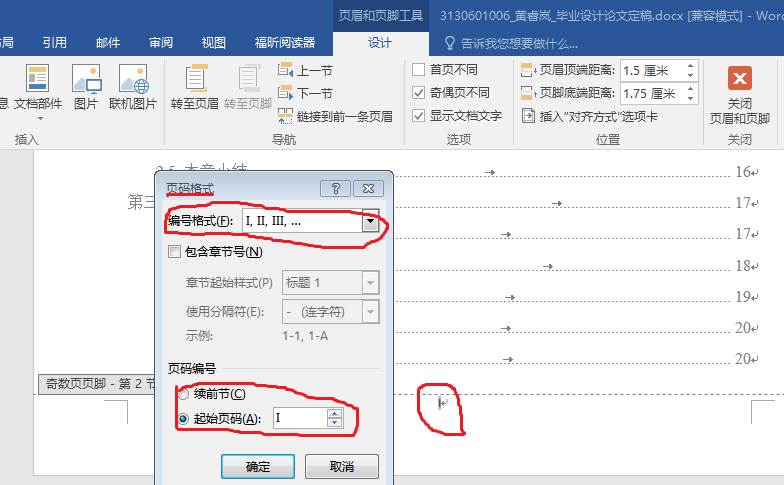 页眉和页脚工具 3130601006_黄睿岚_毕业设计论文定稿.docx [兼容模式] - Word
布局 引用 邮件 审阅 视图 福昕阅读器 设计 告诉我您想要做什么...
息 文档部件 图片 联机图片
插入
转至页眉 转至页脚
上一节
下一节
链接到前一条页眉
导航
首页不同
奇偶页不同
显示文档文字
选项
页眉顶端距离: 1.5 厘米
页脚底端距离: 1.75 厘米
插入"对齐方式"选项卡
位置
关闭
页眉和页脚
关闭
16
第三
17
17
18
19
20
20
页码格式
编号格式(F): I, II, III, ...
包含章节号(N)
章节起始样式(P) 标题 1
使用分隔符(E): - (连字符)
示例: 1-1, 1-A
页码编号
续前节(C)
起始页码(A): I
确定 取消
奇数页页脚 - 第 2 节
I